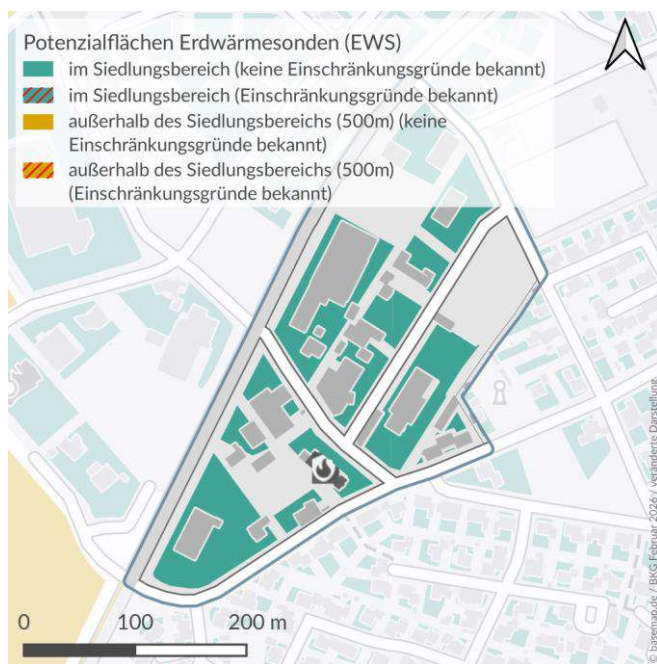 Potenzialflächen Erdwärmesonden (EWS)
im Siedlungsbereich (keine Einschränkungsgründe bekannt)
im Siedlungsbereich (Einschränkungsgründe bekannt)
außerhalb des Siedlungsbereichs (500m) (keine
Einschränkungsgründe bekannt)
außerhalb des Siedlungsbereichs (500m)
(Einschränkungsgründe bekannt)
0 100 200 m
© basemap.de / BKG Februar 2026 / veränderte Darstellung